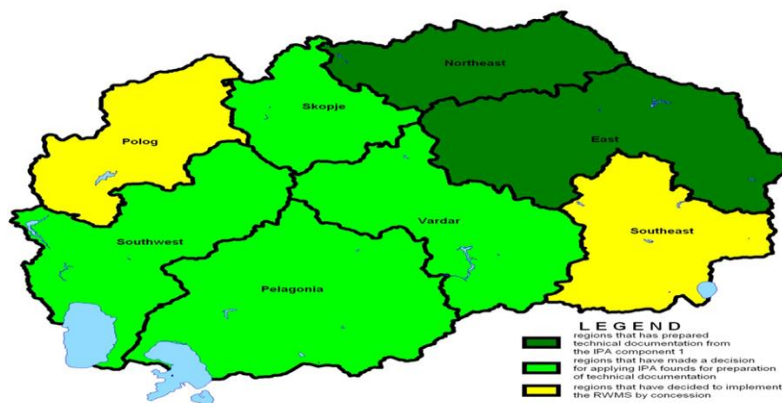 Northeast
Skopje
East
Polog
Vardar
Southwest
Southeast
Pelagonia
LEGEND
regions that has prepared
technical documentation from
the IPA component 1
regions that have made a decision
for applying IPA founds for preparation
of technical documentation
regions that have decided to implement
the RWMS by concession